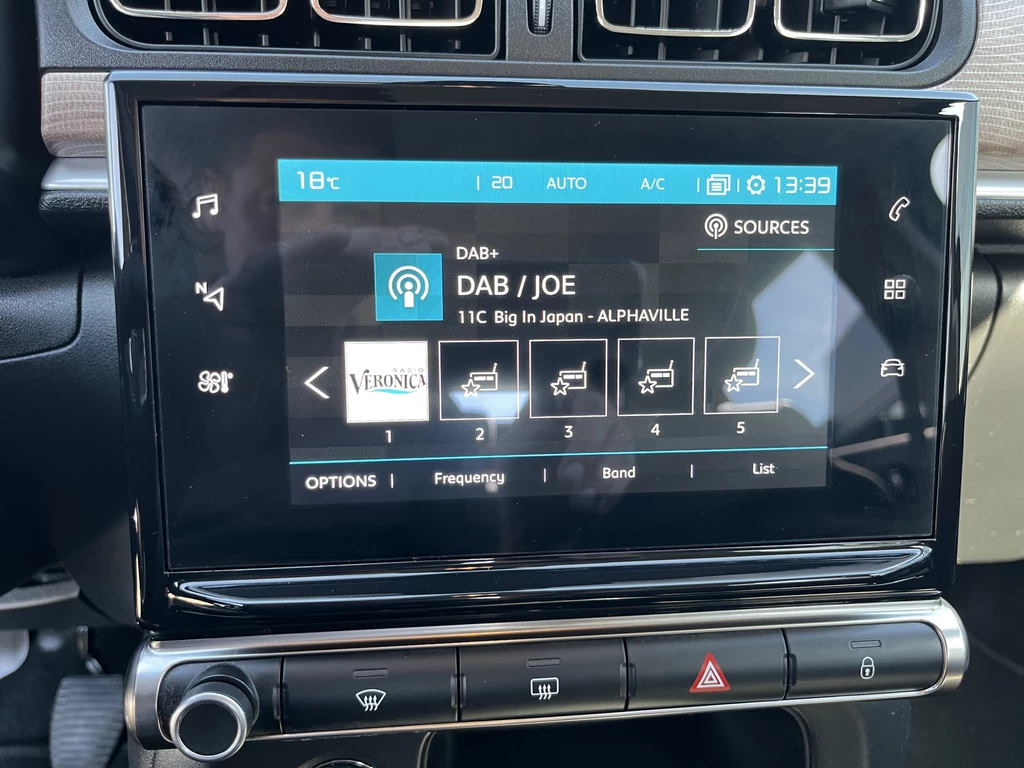 18°C | 20 AUTO A/C | | 13:39
SOURCES
DAB+
DAB / JOE
11C Big In Japan - ALPHAVILLE
N
RADIO
VERONICA
1 2 3 4 5
OPTIONS | Frequency | Band | List